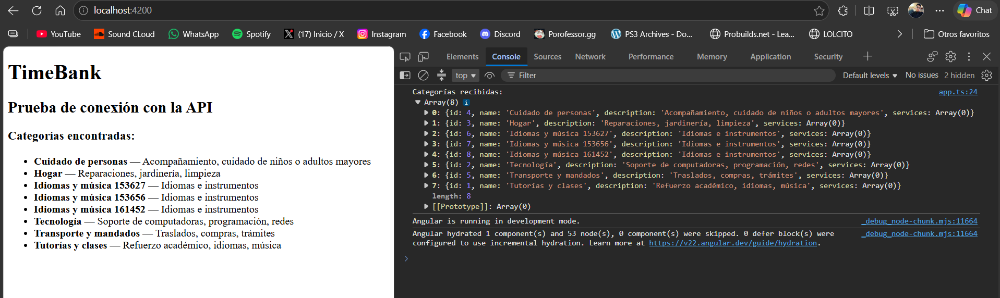 localhost:4200
Chat
YouTube
Sound CLoud
WhatsApp
Spotify
(17) Inicio / X
Instagram
Facebook
Discord
Porofessor.gg
PS3 Archives - Do...
Probuilds.net - Lea...
LOLCITO
Otros favoritos
TimeBank
Prueba de conexión con la API
Categorías encontradas:
• Cuidado de personas — Acompañamiento, cuidado de niños o adultos mayores
• Hogar — Reparaciones, jardinería, limpieza
• Idiomas y música 153627 — Idiomas e instrumentos
• Idiomas y música 153656 — Idiomas e instrumentos
• Idiomas y música 161452 — Idiomas e instrumentos
• Tecnología — Soporte de computadoras, programación, redes
• Transporte y mandados — Traslados, compras, trámites
• Tutorías y clases — Refuerzo académico, idiomas, música
Elements Console Sources Network Performance Memory Application Security
top Filter Default levels No issues 2 hidden
Categorías recibidas: app.ts:24
Array(8) i
0: {id: 4, name: 'Cuidado de personas', description: 'Acompañamiento, cuidado de niños o adultos mayores', services: Array(0)}
1: {id: 3, name: 'Hogar', description: 'Reparaciones, jardinería, limpieza', services: Array(0)}
2: {id: 6, name: 'Idiomas y música 153627', description: 'Idiomas e instrumentos', services: Array(0)}
3: {id: 7, name: 'Idiomas y música 153656', description: 'Idiomas e instrumentos', services: Array(0)}
4: {id: 8, name: 'Idiomas y música 161452', description: 'Idiomas e instrumentos', services: Array(0)}
5: {id: 2, name: 'Tecnología', description: 'Soporte de computadoras, programación, redes', services: Array(0)}
6: {id: 5, name: 'Transporte y mandados', description: 'Traslados, compras, trámites', services: Array(0)}
7: {id: 1, name: 'Tutorías y clases', description: 'Refuerzo académico, idiomas, música', services: Array(0)}
length: 8
[[Prototype]]: Array(0)
Angular is running in development mode. _debug_node-chunk.mjs:11664
Angular hydrated 1 component(s) and 53 node(s), 0 component(s) were skipped. 0 defer block(s) were _debug_node-chunk.mjs:11664
configured to use incremental hydration. Learn more at https://v22.angular.dev/guide/hydration.